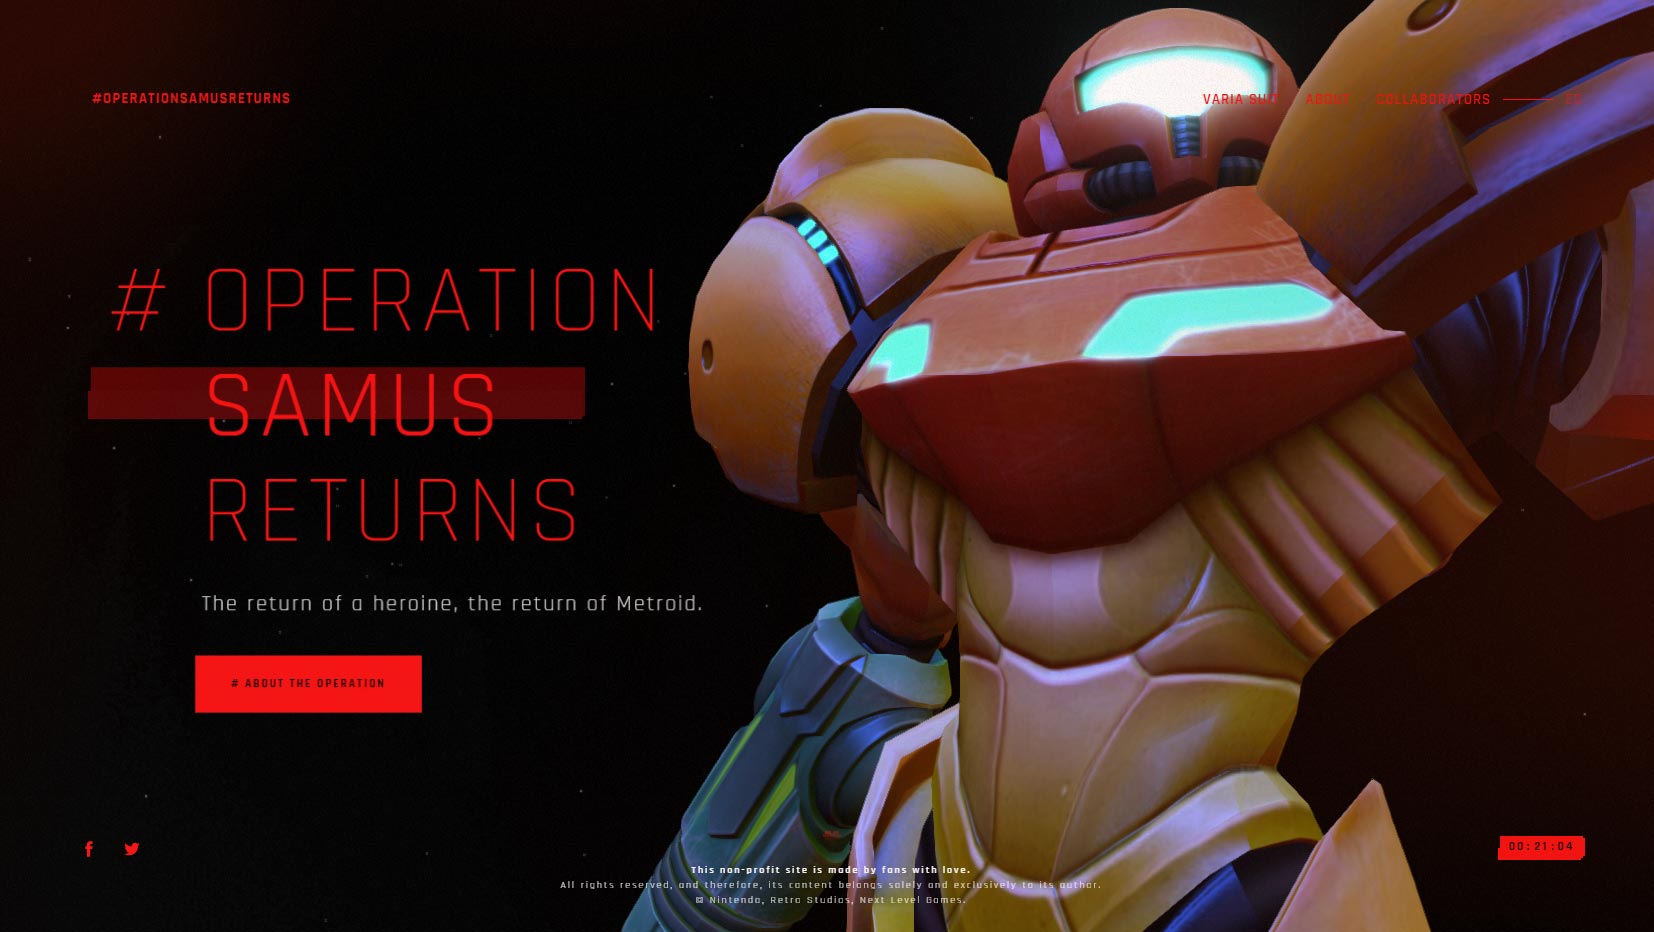 #OPERATIONSAMUSRETURNS
VARIA SUIT ABOUT COLLABORATORS
# OPERATION
SAMUS
RETURNS
The return of a heroine, the return of Metroid.
# ABOUT THE OPERATION
00:21:04
This non-profit site is made by fans with love.
All rights reserved, and therefore, its content belongs solely and exclusively to its author.
© Nintendo, Retro Studios, Next Level Games.